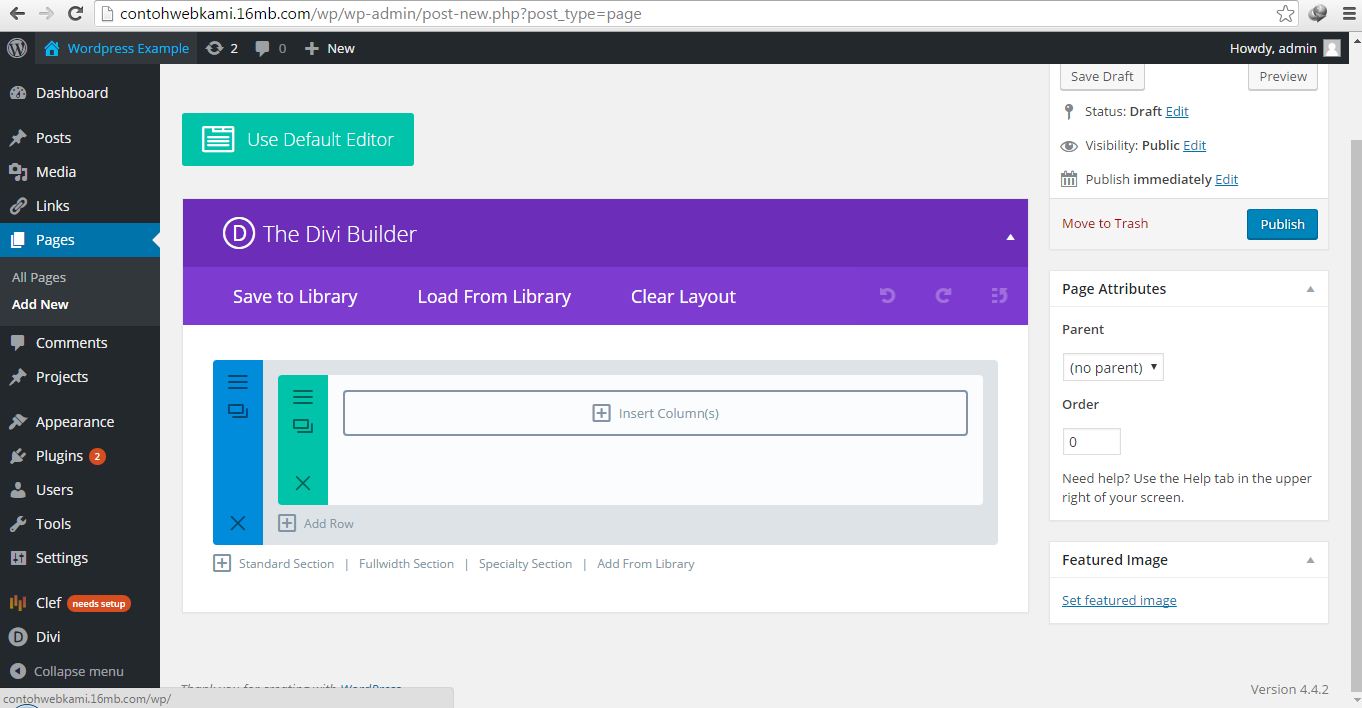 contohwebkami.16mb.com/wp/wp-admin/post-new.php?post_type=page
Wordpress Example 2 0 New Howdy, admin
Dashboard
Posts
Media
Links
Pages
All Pages
Add New
Comments
Projects
Appearance
Plugins 2
Users
Tools
Settings
Clef needs setup
Divi
Collapse menu
contohwebkami.16mb.com/wp/
Use Default Editor
D The Divi Builder
Save to Library Load From Library Clear Layout
Insert Column(s)
Add Row
Standard Section | Fullwidth Section | Specialty Section | Add From Library
Thank you for creating with WordPress
Save Draft Preview
Status: Draft Edit
Visibility: Public Edit
Publish immediately Edit
Move to Trash Publish
Page Attributes
Parent
(no parent)
Order
0
Need help? Use the Help tab in the upper
right of your screen.
Featured Image
Set featured image
Version 4.4.2